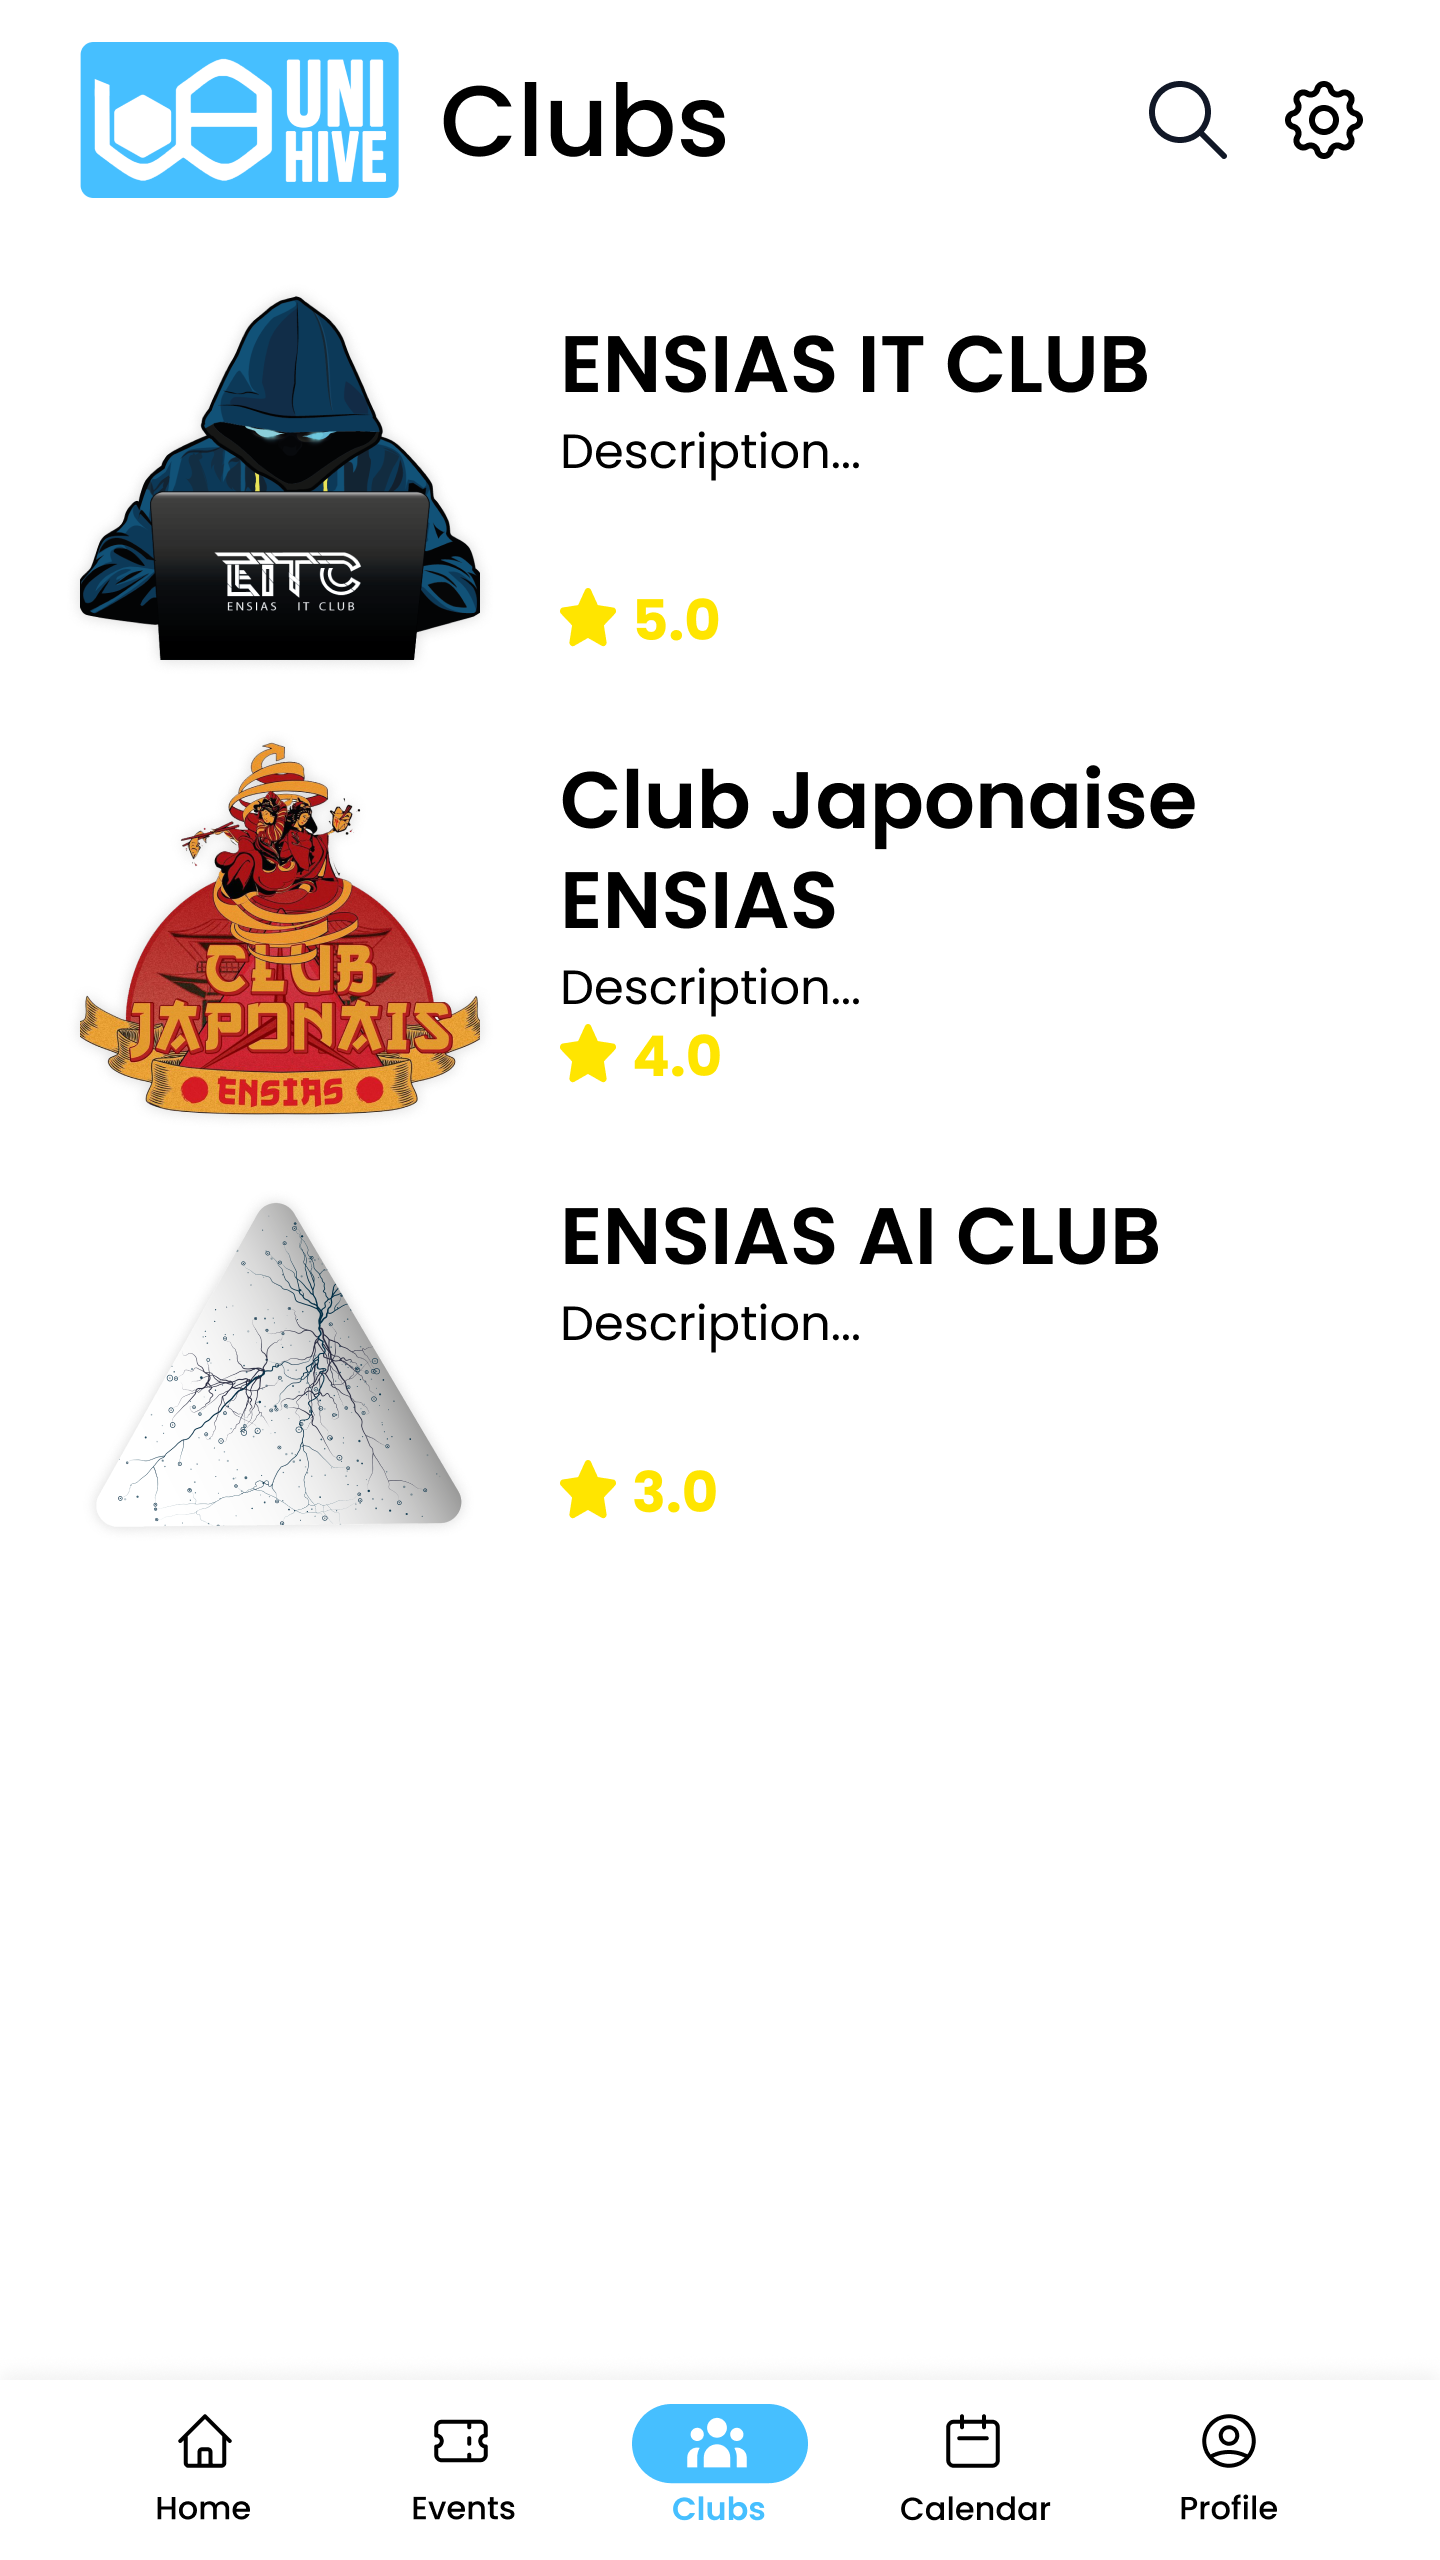 UNI
HIVE
Clubs
ENSIAS IT CLUB
Description...
EITC
ENSIAS IT CLUB
5.0
Club Japonaise
ENSIAS
Description...
4.0
CLUB
JAPONAIS
ENSIAS
ENSIAS AI CLUB
Description...
3.0
Home
Events
Clubs
Calendar
Profile